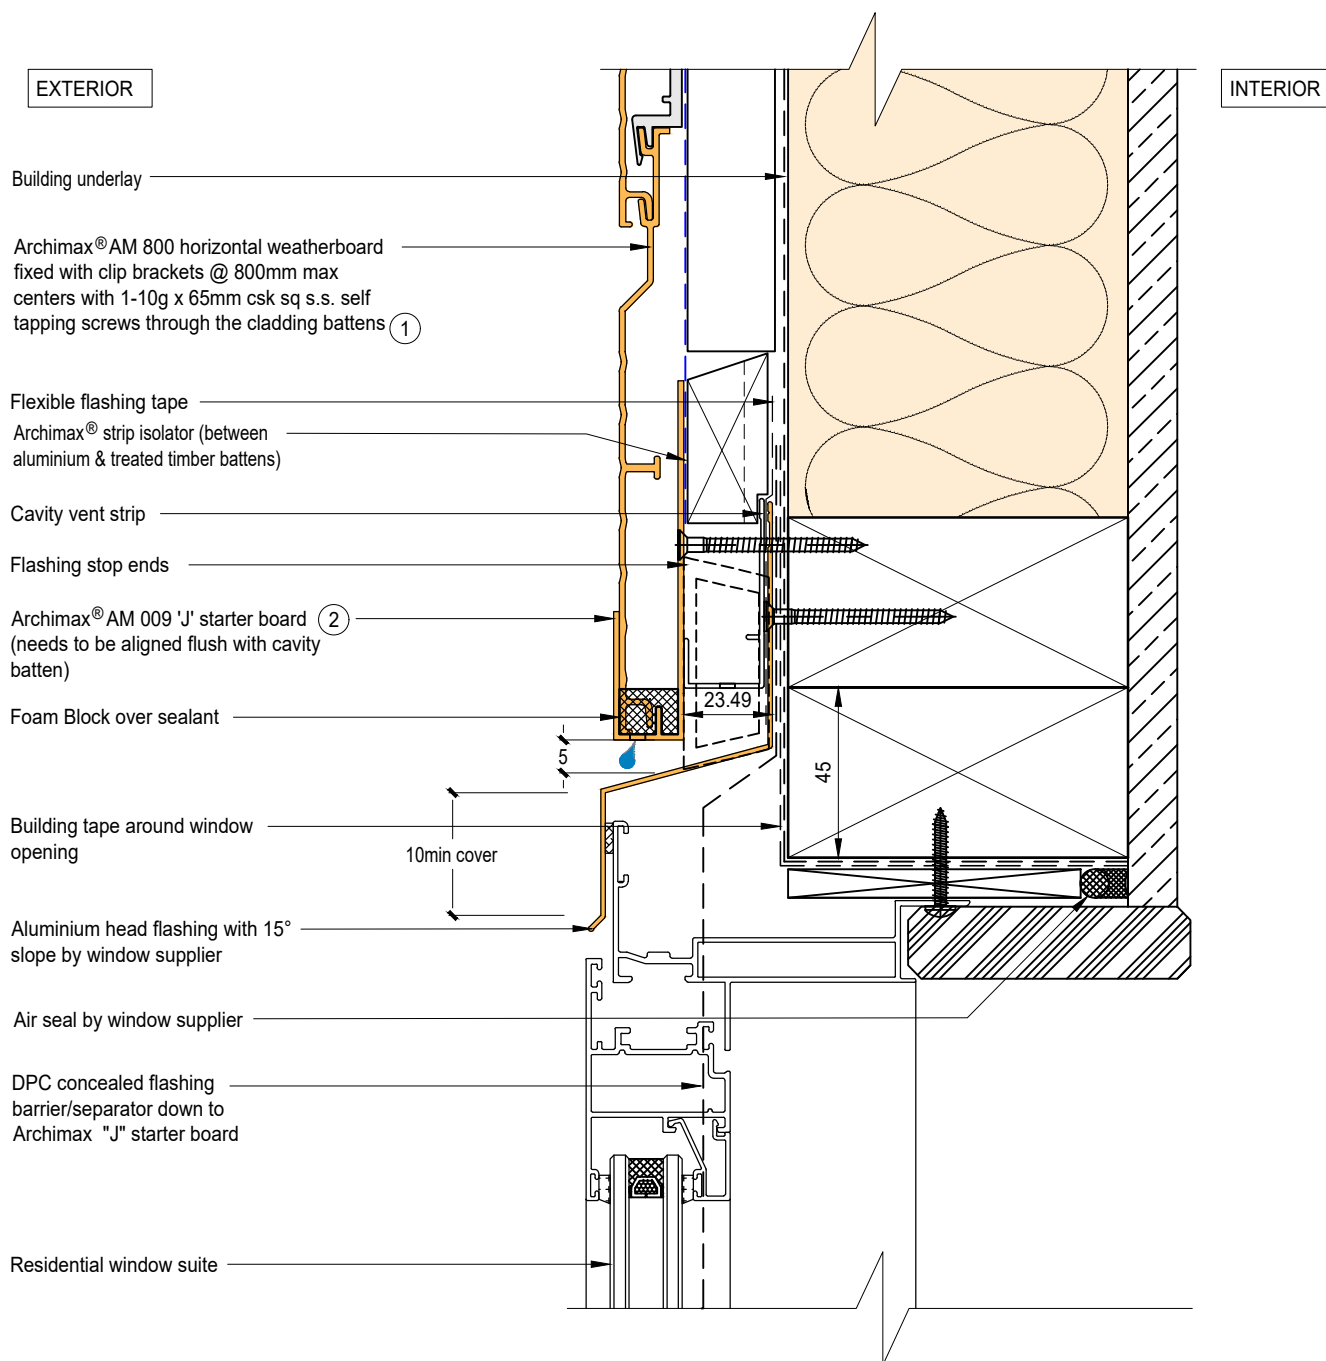 EXTERIOR
INTERIOR
Building underlay
Archimax® AM 800 horizontal weatherboard
fixed with clip brackets @ 800mm max
centers with 1-10g x 65mm csk sq s.s. self
tapping screws through the cladding battens 1
Flexible flashing tape
Archimax® strip isolator (between
aluminium & treated timber battens)
Cavity vent strip
Flashing stop ends
Archimax® AM 009 'J' starter board 2
(needs to be aligned flush with cavity
batten)
Foam Block over sealant
23.49
5
45
Building tape around window
opening
10min cover
Aluminium head flashing with 15°
slope by window supplier
Air seal by window supplier
DPC concealed flashing
barrier/separator down to
Archimax "J" starter board
Residential window suite